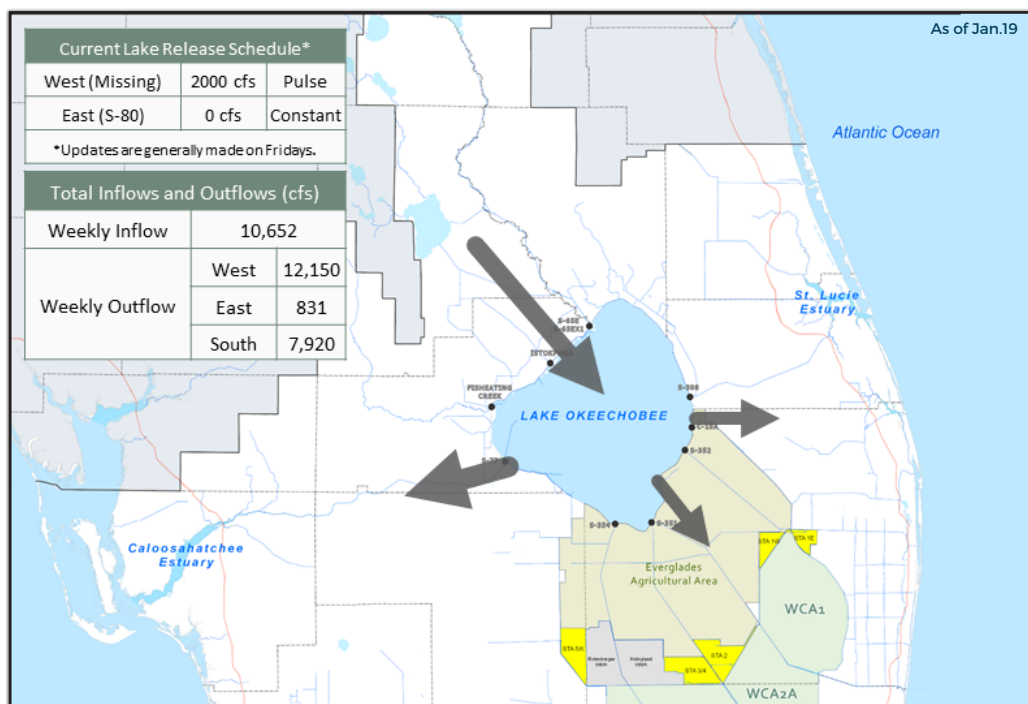 As of Jan.19
Current Lake Release Schedule*
West (Missing) 2000 cfs Pulse
East (S-80) 0 cfs Constant
*Updates are generally made on Fridays.
Total Inflows and Outflows (cfs)
Weekly Inflow 10,652
Weekly Outflow
West 12,150
East 831
South 7,920
Atlantic Ocean
St. Lucie
Estuary
S-65E
S-65EX1
ISTOKPOGA
FISHEATING
CREEK
S-308
LAKE OKEECHOBEE
C-10A
S-352
S-77
S-354
S-351
Caloosahatchee
Estuary
Everglades
Agricultural Area
STA 1W
STA 1E
WCA1
STA 5/6
STA 2
STA 3/4
WCA2A